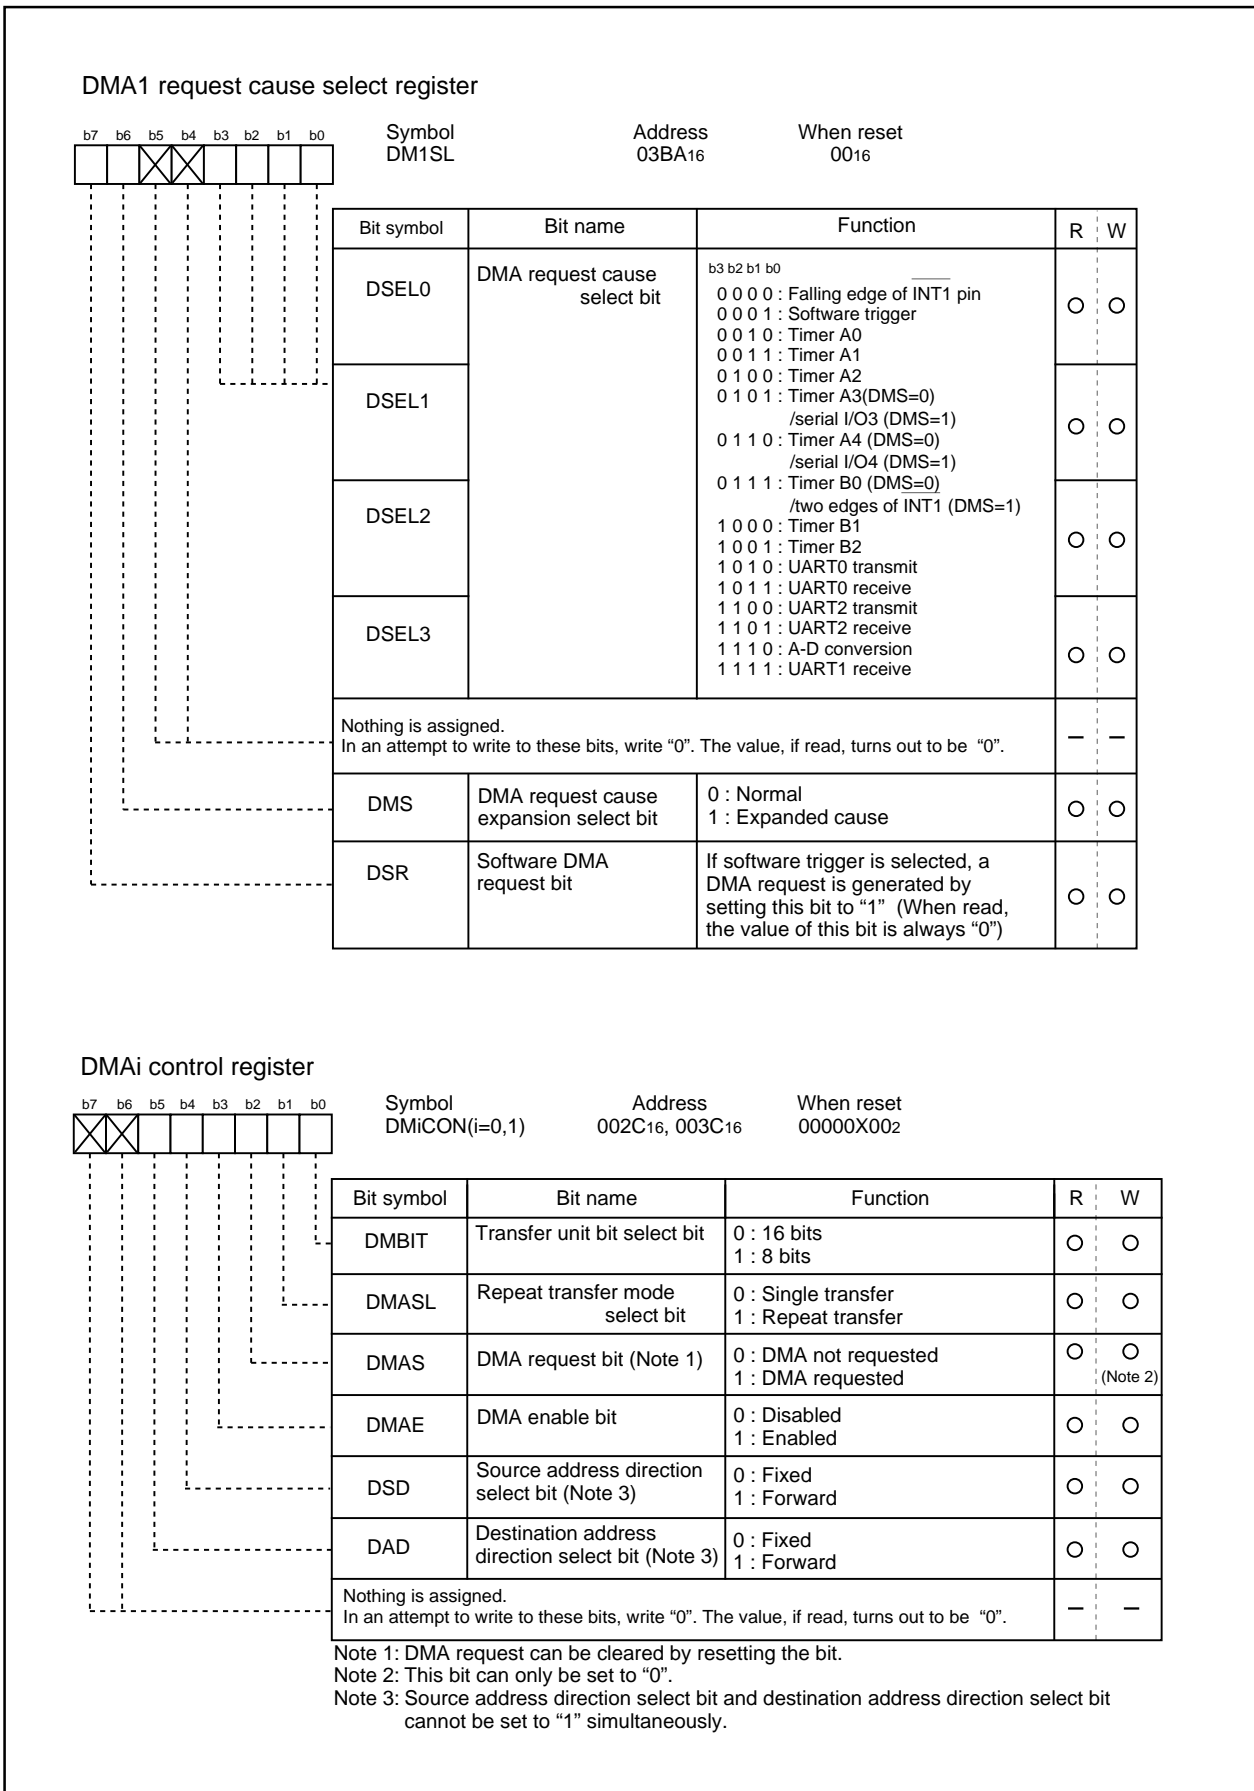 DMA1 request cause select register
b7 b6 b5 b4 b3 b2 b1 b0
Symbol Address When reset
DM1SL 03BA16 0016
Bit symbol Bit name Function R W
DSEL0 DMA request cause select bit
b3 b2 b1 b0
0 0 0 0 : Falling edge of INT1 pin
0 0 0 1 : Software trigger
0 0 1 0 : Timer A0
0 0 1 1 : Timer A1
0 1 0 0 : Timer A2
DSEL1
0 1 0 1 : Timer A3(DMS=0)
/serial I/O3 (DMS=1)
0 1 1 0 : Timer A4 (DMS=0)
/serial I/O4 (DMS=1)
0 1 1 1 : Timer B0 (DMS=0)
/two edges of INT1 (DMS=1)
DSEL2
1 0 0 0 : Timer B1
1 0 0 1 : Timer B2
1 0 1 0 : UART0 transmit
1 0 1 1 : UART0 receive
1 1 0 0 : UART2 transmit
DSEL3
1 1 0 1 : UART2 receive
1 1 1 0 : A-D conversion
1 1 1 1 : UART1 receive
Nothing is assigned.
In an attempt to write to these bits, write “0”. The value, if read, turns out to be “0”.
DMS
DMA request cause
expansion select bit
0 : Normal
1 : Expanded cause
DSR
Software DMA
request bit
If software trigger is selected, a
DMA request is generated by
setting this bit to “1” (When read,
the value of this bit is always “0”)
DMAi control register
b7 b6 b5 b4 b3 b2 b1 b0
Symbol Address When reset
DMiCON(i=0,1) 002C16, 003C16 00000X002
Bit symbol Bit name Function R W
DMBIT
Transfer unit bit select bit
0 : 16 bits
1 : 8 bits
DMASL
Repeat transfer mode
select bit
0 : Single transfer
1 : Repeat transfer
DMAS
DMA request bit (Note 1)
0 : DMA not requested
1 : DMA requested
(Note 2)
DMAE
DMA enable bit
0 : Disabled
1 : Enabled
DSD
Source address direction
select bit (Note 3)
0 : Fixed
1 : Forward
DAD
Destination address
direction select bit (Note 3)
0 : Fixed
1 : Forward
Nothing is assigned.
In an attempt to write to these bits, write “0”. The value, if read, turns out to be “0”.
Note 1: DMA request can be cleared by resetting the bit.
Note 2: This bit can only be set to “0”.
Note 3: Source address direction select bit and destination address direction select bit
cannot be set to “1” simultaneously.